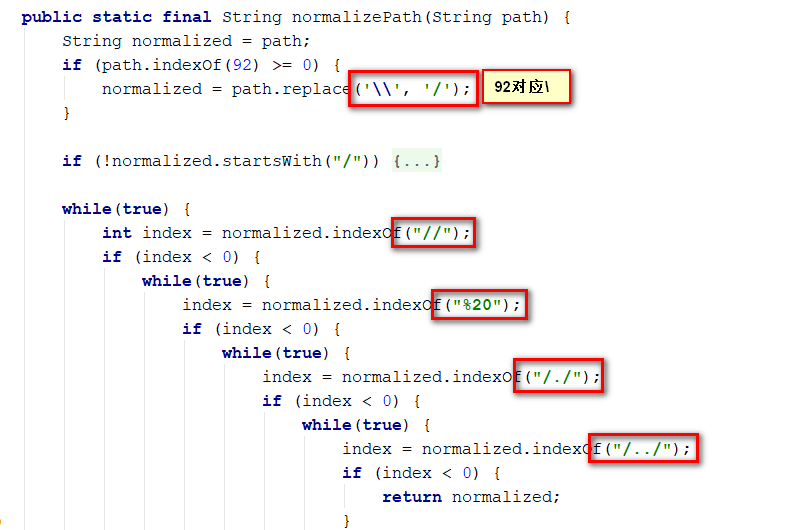 public static final String normalizePath(String path) {
String normalized = path;
if (path.indexOf(92) >= 0) {
normalized = path.replace('\\', '/');
92对应\
}
if (!normalized.startsWith("/")) {...}
while(true) {
int index = normalized.indexOf("//");
if (index < 0) {
while(true) {
index = normalized.indexOf("%20");
if (index < 0) {
while(true) {
index = normalized.indexOf("/./");
if (index < 0) {
while(true) {
index = normalized.indexOf("/../");
if (index < 0) {
return normalized;
}